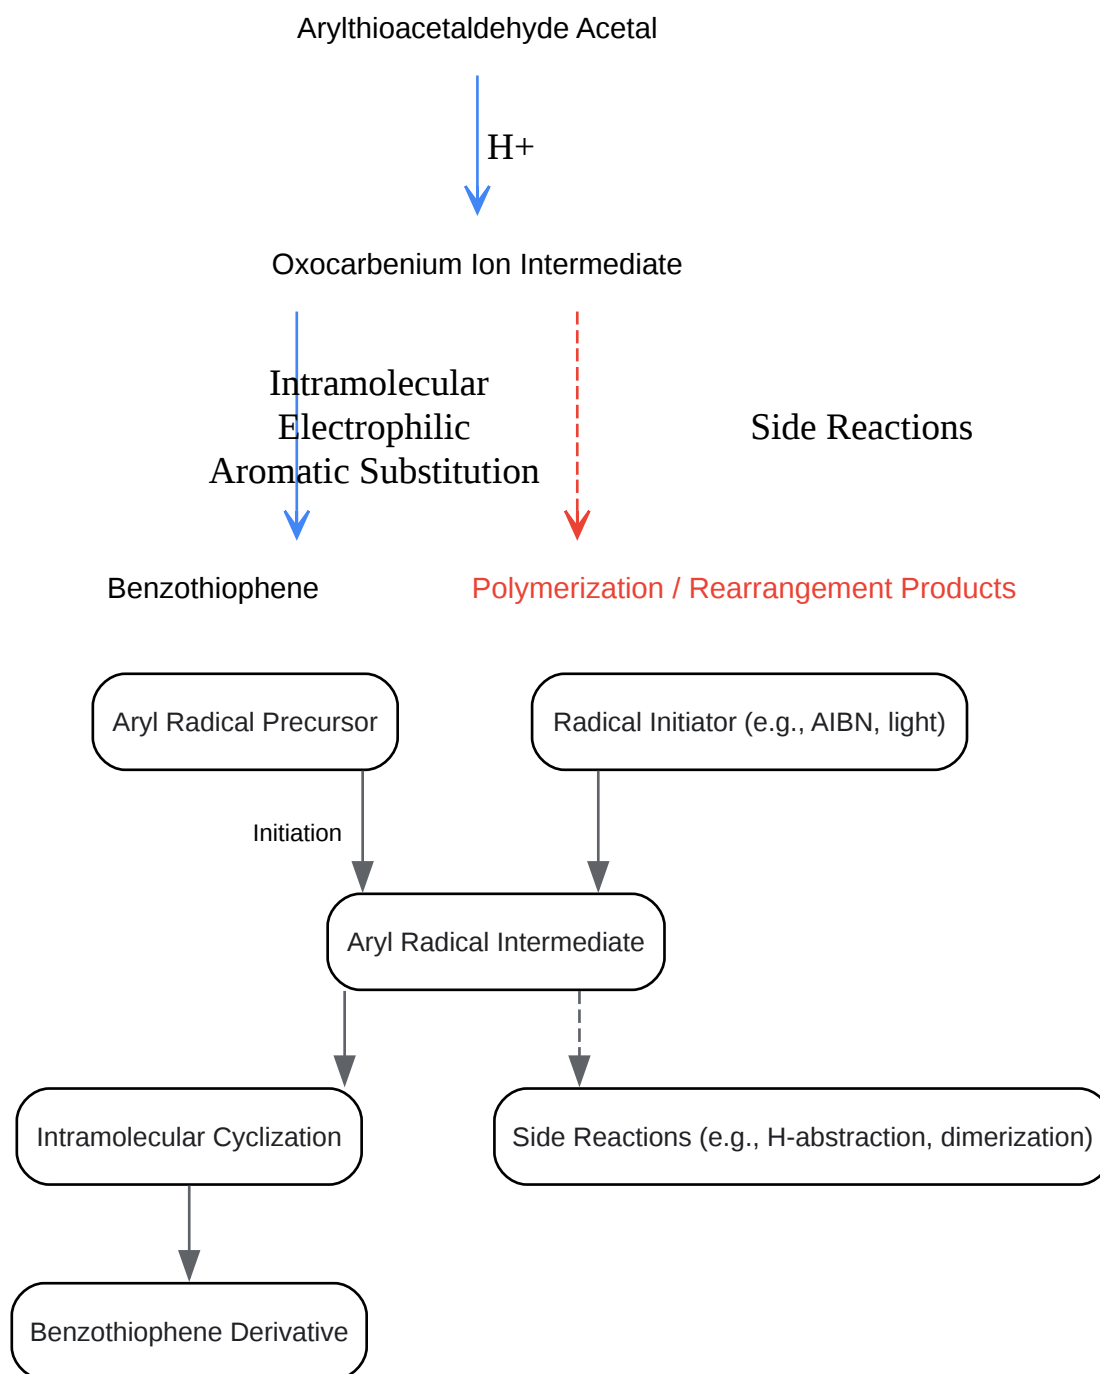 Arylthioacetaldehyde Acetal
H+
Oxocarbenium Ion Intermediate
Intramolecular
Electrophilic
Aromatic Substitution
Side Reactions
Benzothiophene
Polymerization / Rearrangement Products
Aryl Radical Precursor
Radical Initiator (e.g., AIBN, light)
Initiation
Aryl Radical Intermediate
Intramolecular Cyclization
Side Reactions (e.g., H-abstraction, dimerization)
Benzothiophene Derivative